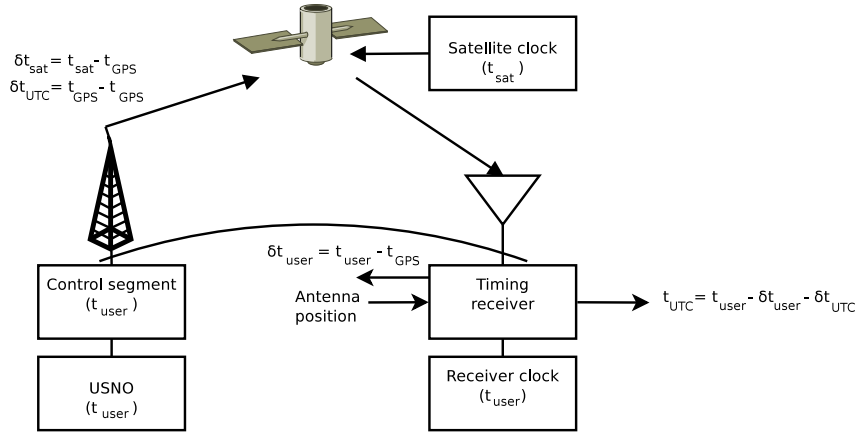 Satellite clock
(t_sat)
δt_sat= t_sat- t_GPS
δt_UTC= t_GPS- t_GPS
δt_user = t_user - t_GPS
Control segment
(t_user)
Antenna
position
Timing
receiver
t_UTC= t_user - δt_user - δt_UTC
USNO
(t_user)
Receiver clock
(t_user)